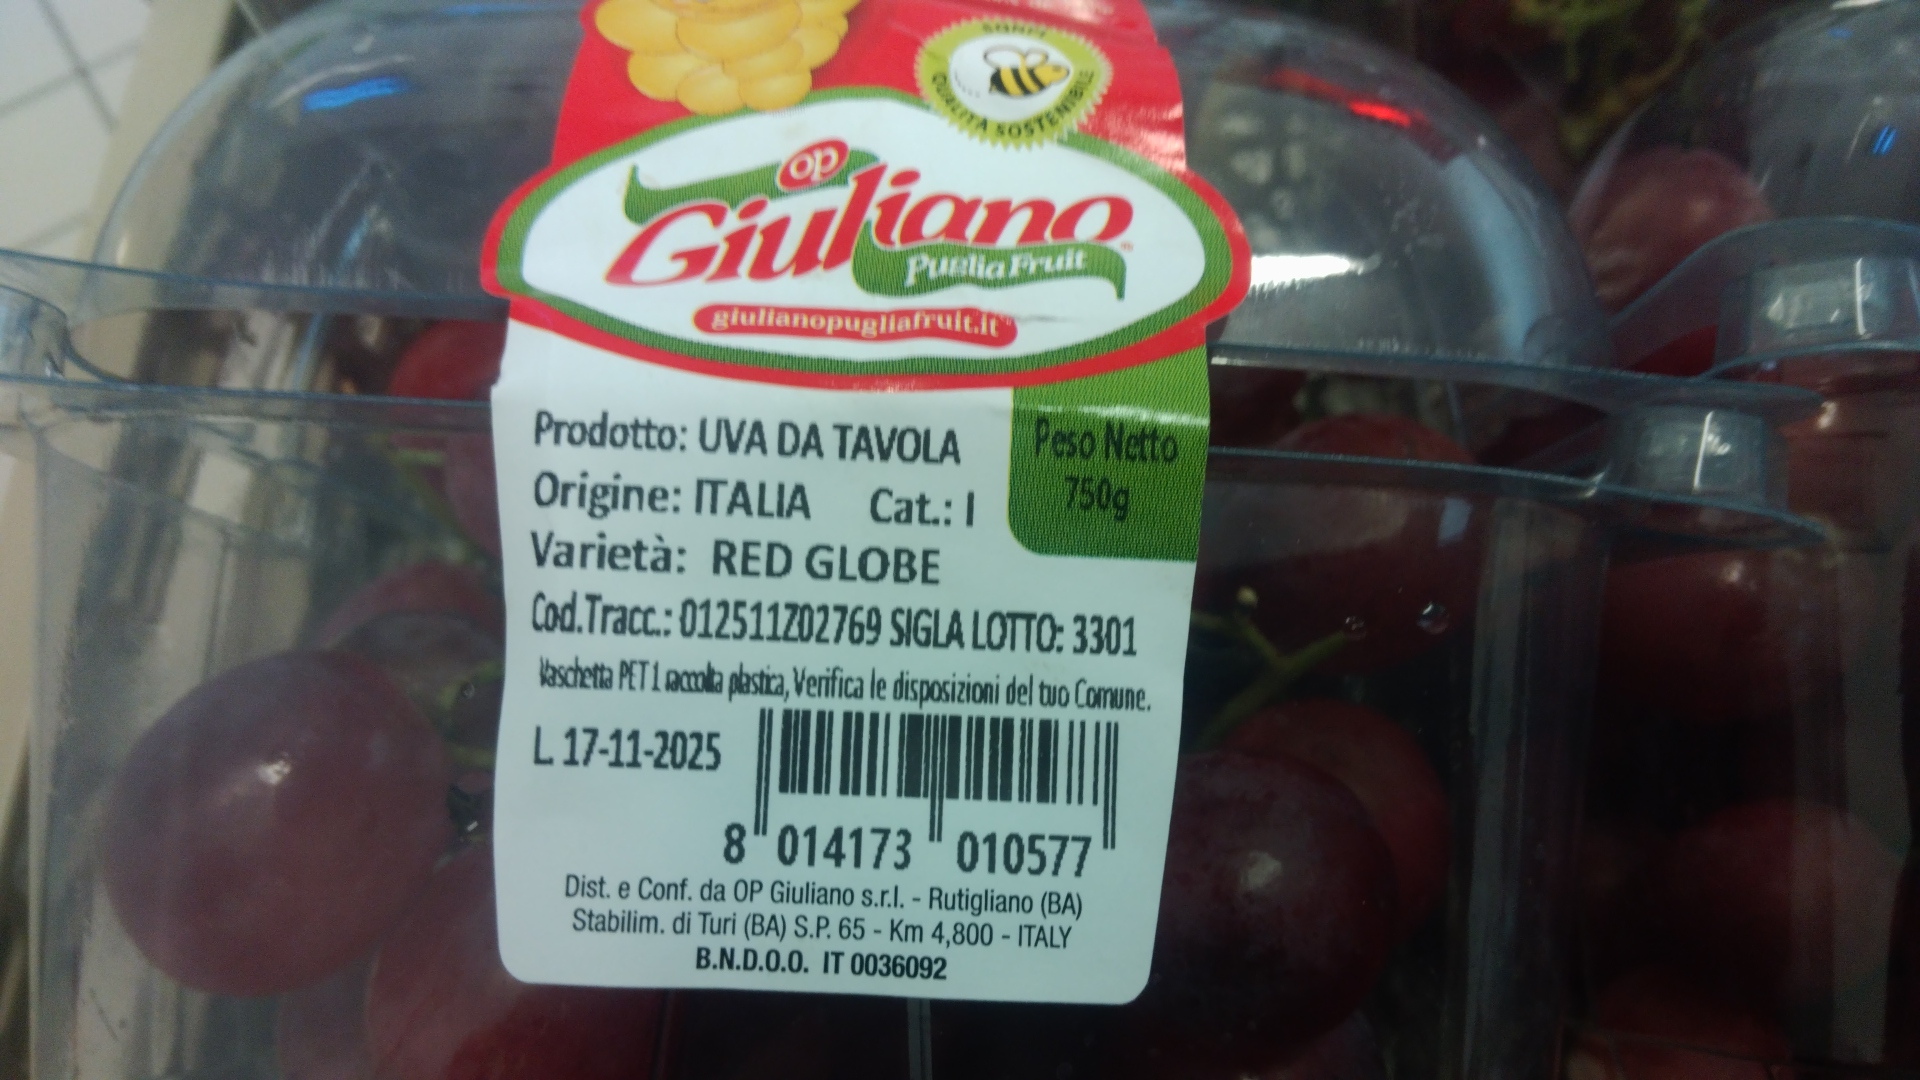 QUALITÀ SOSTENIBILE
OP
Giuliano®
Puglia Fruit
giulianopugliafruit.it
Prodotto: UVA DA TAVOLA
Peso Netto
750g
Origine: ITALIA Cat.: I
Varietà: RED GLOBE
Cod.Tracc.: 012511Z02769 SIGLA LOTTO: 3301
Vaschetta PET 1 raccolta plastica, Verifica le disposizioni del tuo Comune.
L. 17-11-2025
8 014173 010577
Dist. e Conf. da OP Giuliano s.r.l. - Rutigliano (BA)
Stabilim. di Turi (BA) S.P. 65 - Km 4,800 - ITALY
B.N.D.O.O. IT 0036092